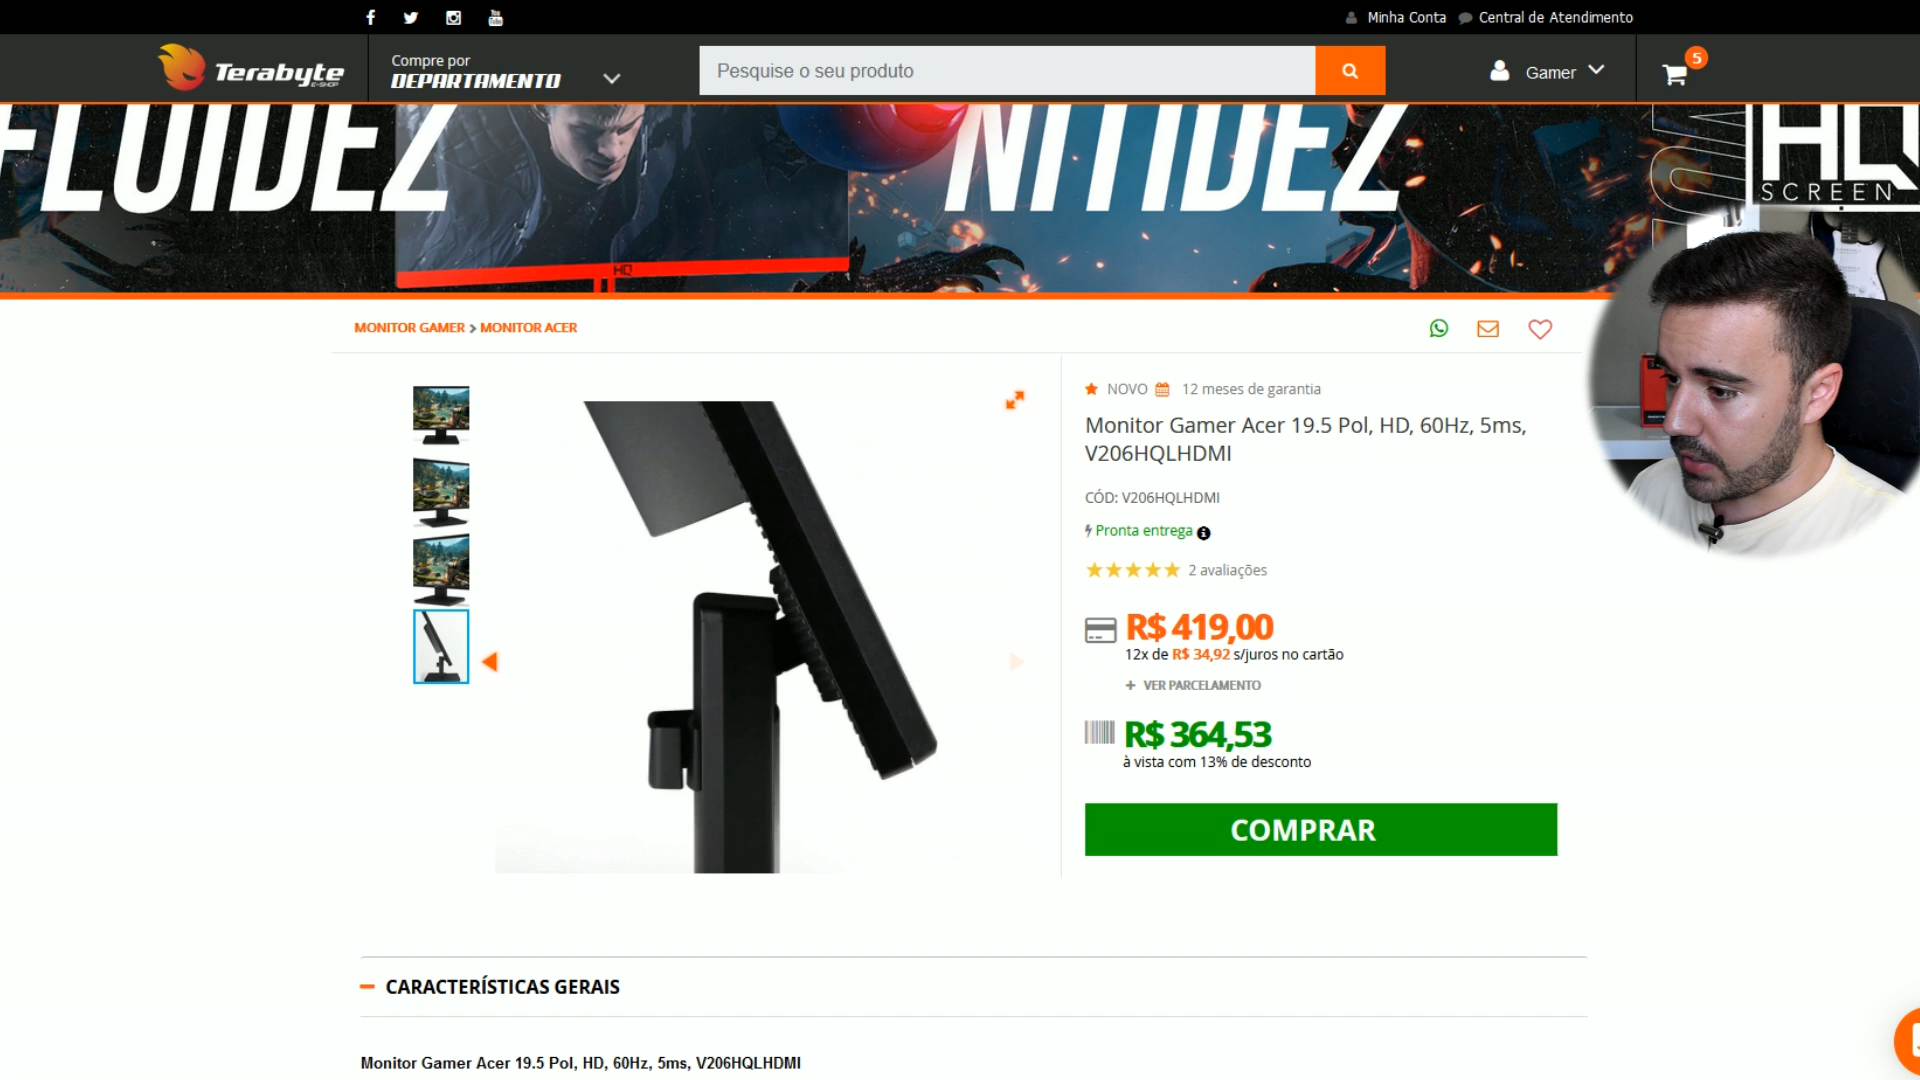 Minha Conta
Central de Atendimento
Terabyte
E-SHOP
Compre por
DEPARTAMENTO
Pesquise o seu produto
Gamer
5
FLUIDEZ
NITIDEZ
HQ
SCREEN
HQ
MONITOR GAMER > MONITOR ACER
NOVO
12 meses de garantia
Monitor Gamer Acer 19.5 Pol, HD, 60Hz, 5ms,
V206HQLHDMI
CÓD: V206HQLHDMI
Pronta entrega
2 avaliações
R$ 419,00
12x de R$ 34,92 s/juros no cartão
+ VER PARCELAMENTO
R$ 364,53
à vista com 13% de desconto
COMPRAR
CARACTERÍSTICAS GERAIS
Monitor Gamer Acer 19.5 Pol, HD, 60Hz, 5ms, V206HQLHDMI